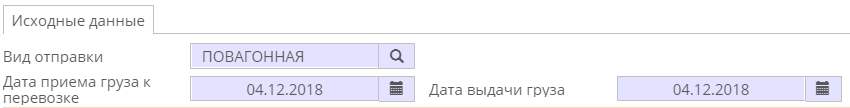 Исходные данные
Вид отправки ПОВАГОННАЯ
Дата приема груза к перевозке 04.12.2018 Дата выдачи груза 04.12.2018